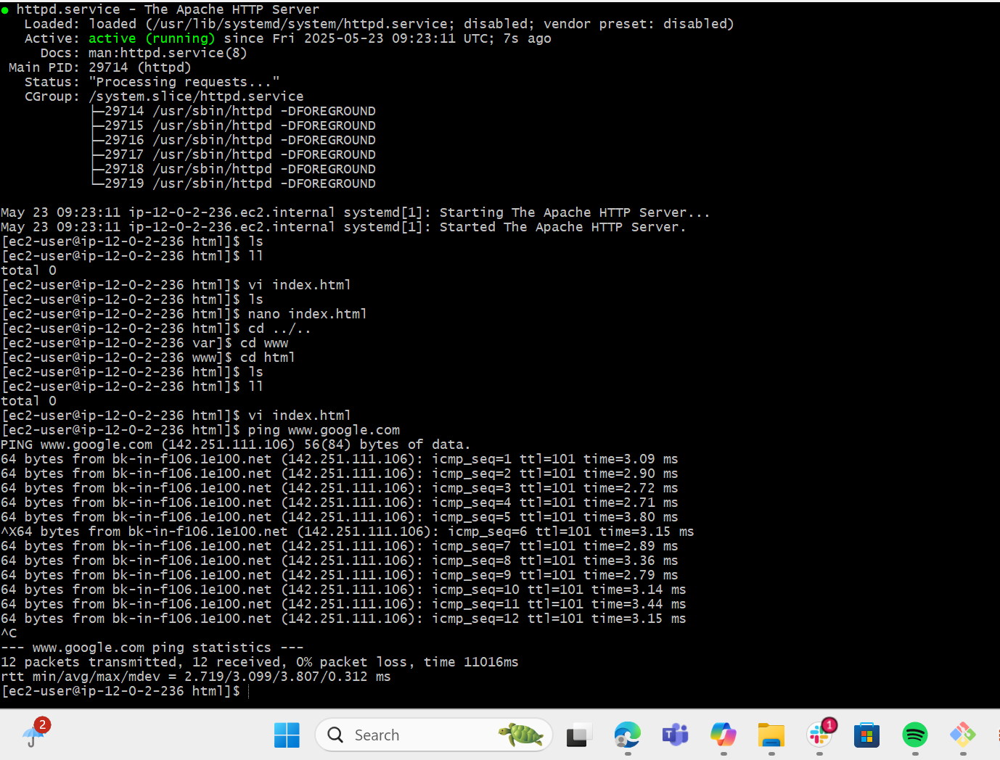 ● httpd.service - The Apache HTTP Server
Loaded: loaded (/usr/lib/systemd/system/httpd.service; disabled; vendor preset: disabled)
Active: active (running) since Fri 2025-05-23 09:23:11 UTC; 7s ago
Docs: man:httpd.service(8)
Main PID: 29714 (httpd)
Status: "Processing requests..."
CGroup: /system.slice/httpd.service
├─29714 /usr/sbin/httpd -DFOREGROUND
├─29715 /usr/sbin/httpd -DFOREGROUND
├─29716 /usr/sbin/httpd -DFOREGROUND
├─29717 /usr/sbin/httpd -DFOREGROUND
├─29718 /usr/sbin/httpd -DFOREGROUND
└─29719 /usr/sbin/httpd -DFOREGROUND
May 23 09:23:11 ip-12-0-2-236.ec2.internal systemd[1]: Starting The Apache HTTP Server...
May 23 09:23:11 ip-12-0-2-236.ec2.internal systemd[1]: Started The Apache HTTP Server.
[ec2-user@ip-12-0-2-236 html]$ ls
[ec2-user@ip-12-0-2-236 html]$ ll
total 0
[ec2-user@ip-12-0-2-236 html]$ vi index.html
[ec2-user@ip-12-0-2-236 html]$ ls
[ec2-user@ip-12-0-2-236 html]$ nano index.html
[ec2-user@ip-12-0-2-236 html]$ cd ../..
[ec2-user@ip-12-0-2-236 var]$ cd www
[ec2-user@ip-12-0-2-236 www]$ cd html
[ec2-user@ip-12-0-2-236 html]$ ls
[ec2-user@ip-12-0-2-236 html]$ ll
total 0
[ec2-user@ip-12-0-2-236 html]$ vi index.html
[ec2-user@ip-12-0-2-236 html]$ ping www.google.com
PING www.google.com (142.251.111.106) 56(84) bytes of data.
64 bytes from bk-in-f106.1e100.net (142.251.111.106): icmp_seq=1 ttl=101 time=3.09 ms
64 bytes from bk-in-f106.1e100.net (142.251.111.106): icmp_seq=2 ttl=101 time=2.90 ms
64 bytes from bk-in-f106.1e100.net (142.251.111.106): icmp_seq=3 ttl=101 time=2.72 ms
64 bytes from bk-in-f106.1e100.net (142.251.111.106): icmp_seq=4 ttl=101 time=2.71 ms
64 bytes from bk-in-f106.1e100.net (142.251.111.106): icmp_seq=5 ttl=101 time=3.80 ms
^X64 bytes from bk-in-f106.1e100.net (142.251.111.106): icmp_seq=6 ttl=101 time=3.15 ms
64 bytes from bk-in-f106.1e100.net (142.251.111.106): icmp_seq=7 ttl=101 time=2.89 ms
64 bytes from bk-in-f106.1e100.net (142.251.111.106): icmp_seq=8 ttl=101 time=3.36 ms
64 bytes from bk-in-f106.1e100.net (142.251.111.106): icmp_seq=9 ttl=101 time=2.79 ms
64 bytes from bk-in-f106.1e100.net (142.251.111.106): icmp_seq=10 ttl=101 time=3.14 ms
64 bytes from bk-in-f106.1e100.net (142.251.111.106): icmp_seq=11 ttl=101 time=3.44 ms
64 bytes from bk-in-f106.1e100.net (142.251.111.106): icmp_seq=12 ttl=101 time=3.15 ms
^C
--- www.google.com ping statistics ---
12 packets transmitted, 12 received, 0% packet loss, time 11016ms
rtt min/avg/max/mdev = 2.719/3.099/3.807/0.312 ms
[ec2-user@ip-12-0-2-236 html]$
2
Search
T
1